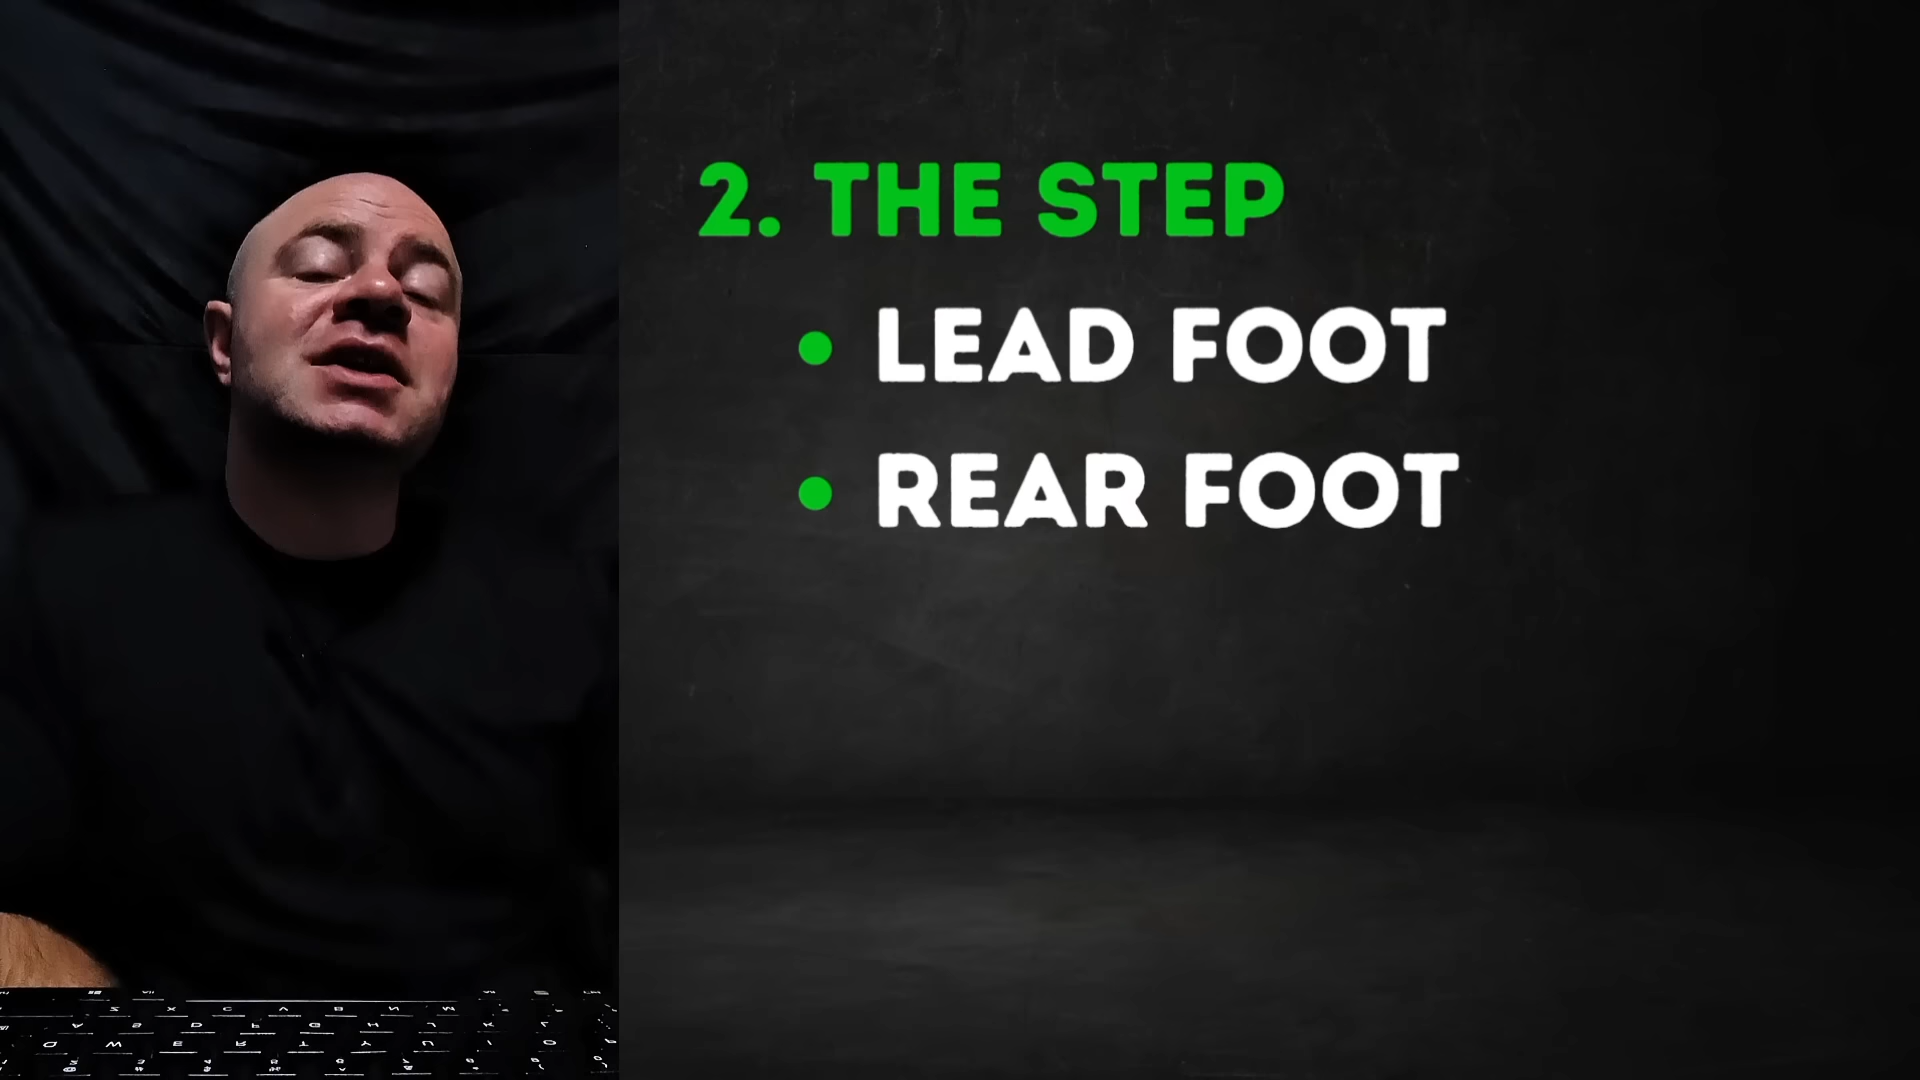 2. THE STEP
• LEAD FOOT
• REAR FOOT